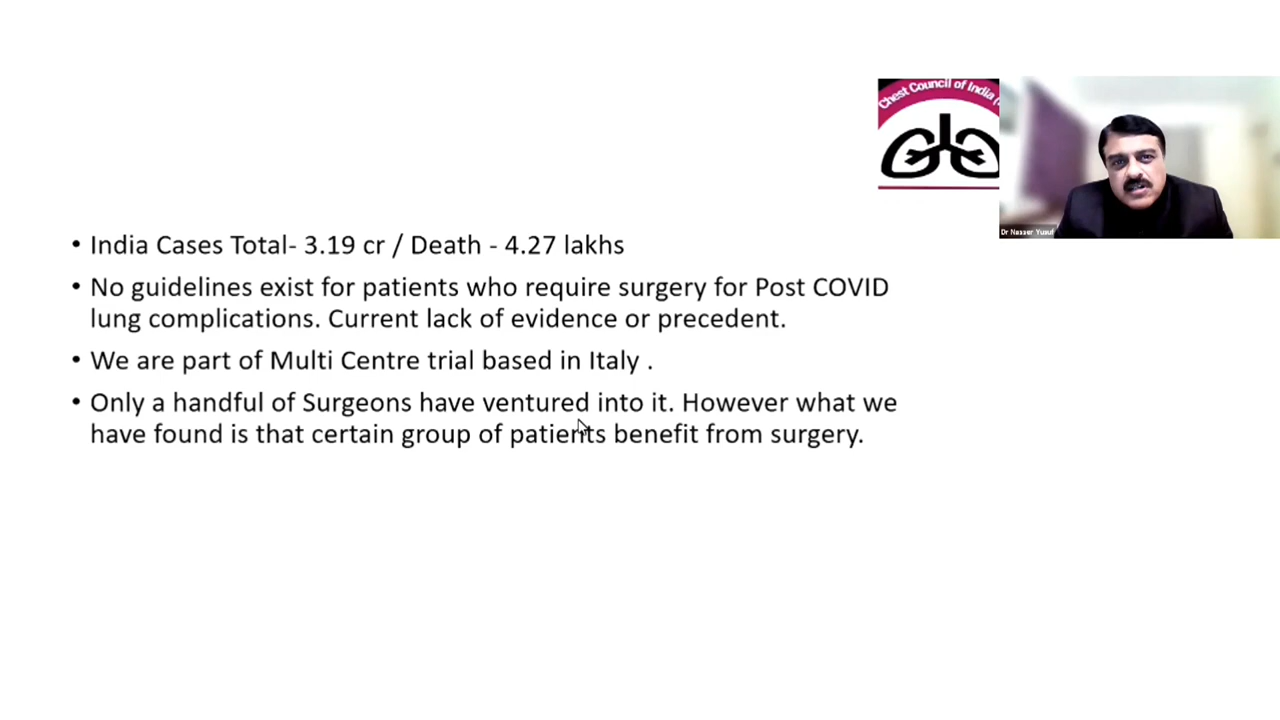 Chest Council of India (
Dr Nasser Yusuf
• India Cases Total- 3.19 cr / Death - 4.27 lakhs
• No guidelines exist for patients who require surgery for Post COVID
lung complications. Current lack of evidence or precedent.
• We are part of Multi Centre trial based in Italy .
• Only a handful of Surgeons have ventured into it. However what we
have found is that certain group of patients benefit from surgery.